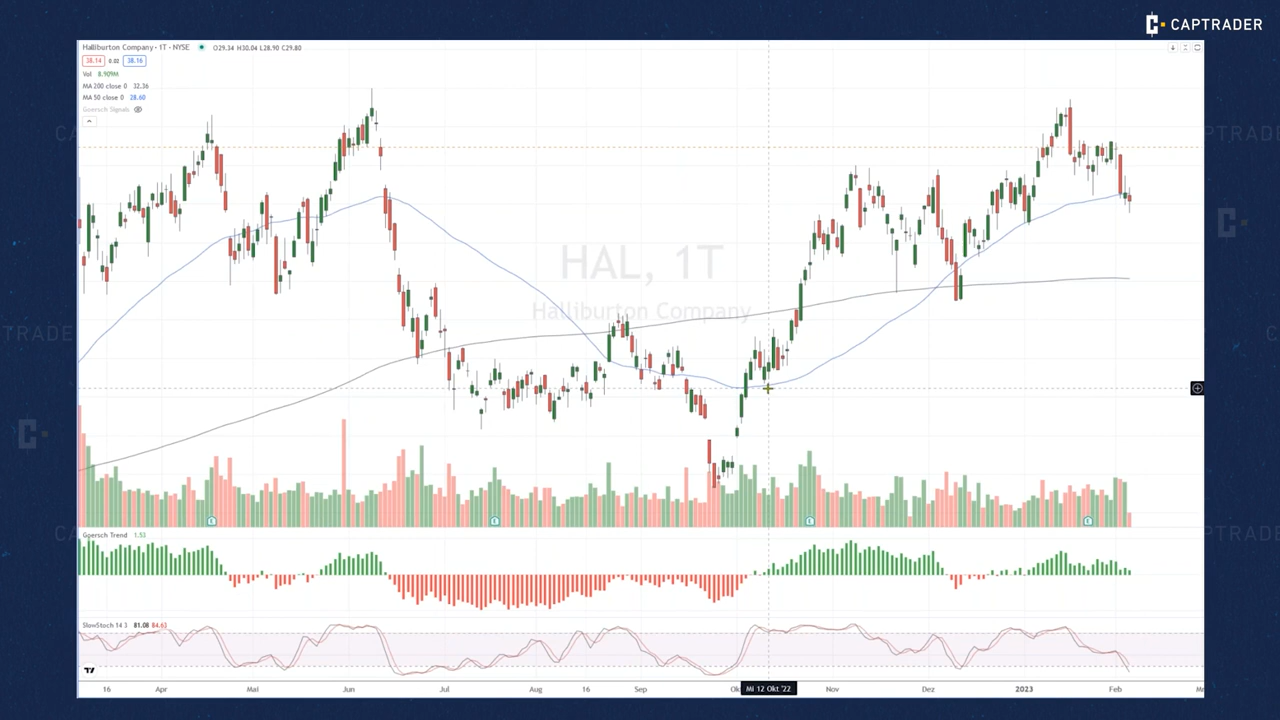 CAPTRADER
Halliburton Company · 1T · NYSE O29.34 H30.04 L28.90 C29.80
38.14 0.02 38.16
Vol 8.909M
MA 200 close 0 32.36
MA 50 close 0 28.60
Goersch Signals
HAL, 1T
Halliburton Company
E E E E
Goersch Trend 1.53
SlowStoch 14 3 81.08 84.63
16 Apr Mai Jun Jul Aug 16 Sep Okt Mi 12 Okt '22 Nov Dez 2023 Feb